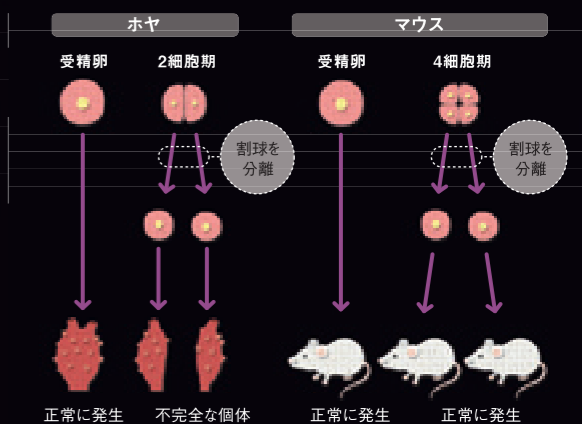 ホヤ
マウス
受精卵
2細胞期
受精卵
4細胞期
割球を
分離
割球を
分離
正常に発生
不完全な個体
正常に発生
正常に発生